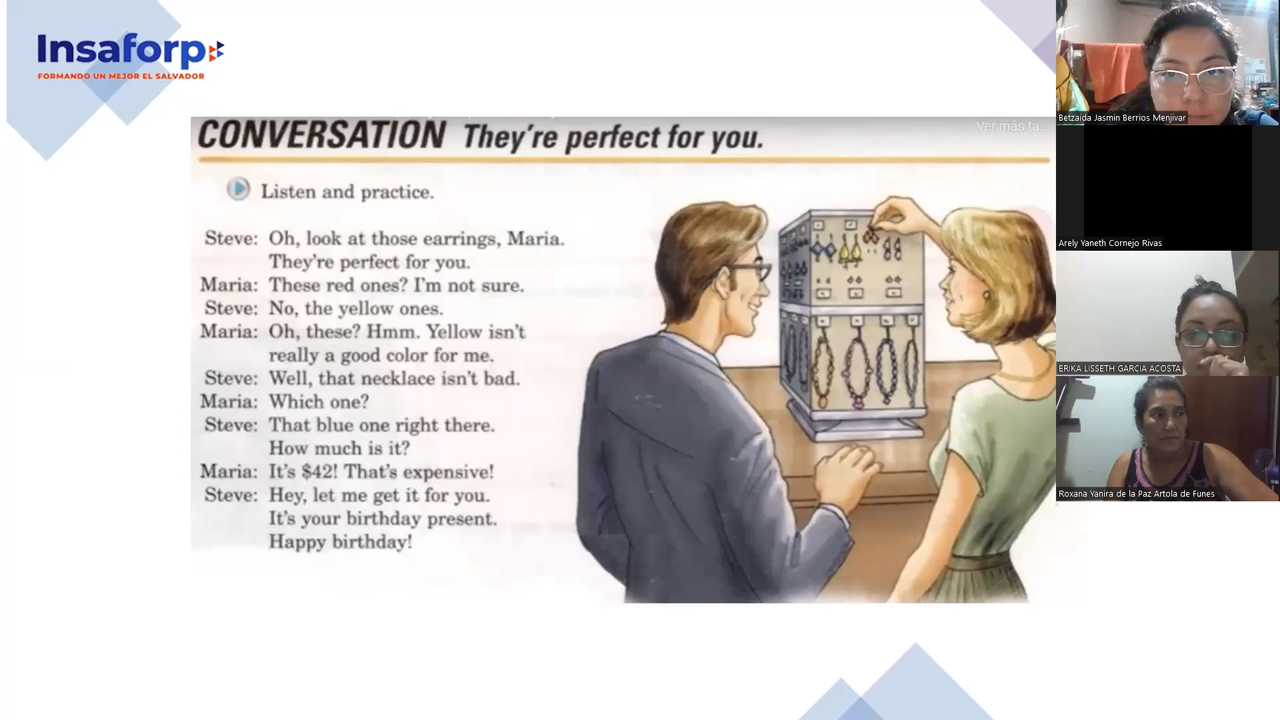 Insaforp
FORMANDO UN MEJOR EL SALVADOR
CONVERSATION They're perfect for you.
Ver más ta...
Listen and practice.
Steve: Oh, look at those earrings, Maria.
They're perfect for you.
Maria: These red ones? I'm not sure.
Steve: No, the yellow ones.
Maria: Oh, these? Hmm. Yellow isn't
really a good color for me.
Steve: Well, that necklace isn't bad.
Maria: Which one?
Steve: That blue one right there.
How much is it?
Maria: It's $42! That's expensive!
Steve: Hey, let me get it for you.
It's your birthday present.
Happy birthday!
Betzaida Jasmin Berrios Menjivar
Arely Yaneth Cornejo Rivas
ERIKA LISSETH GARCIA ACOSTA
Roxana Yanira de la Paz Artola de Funes